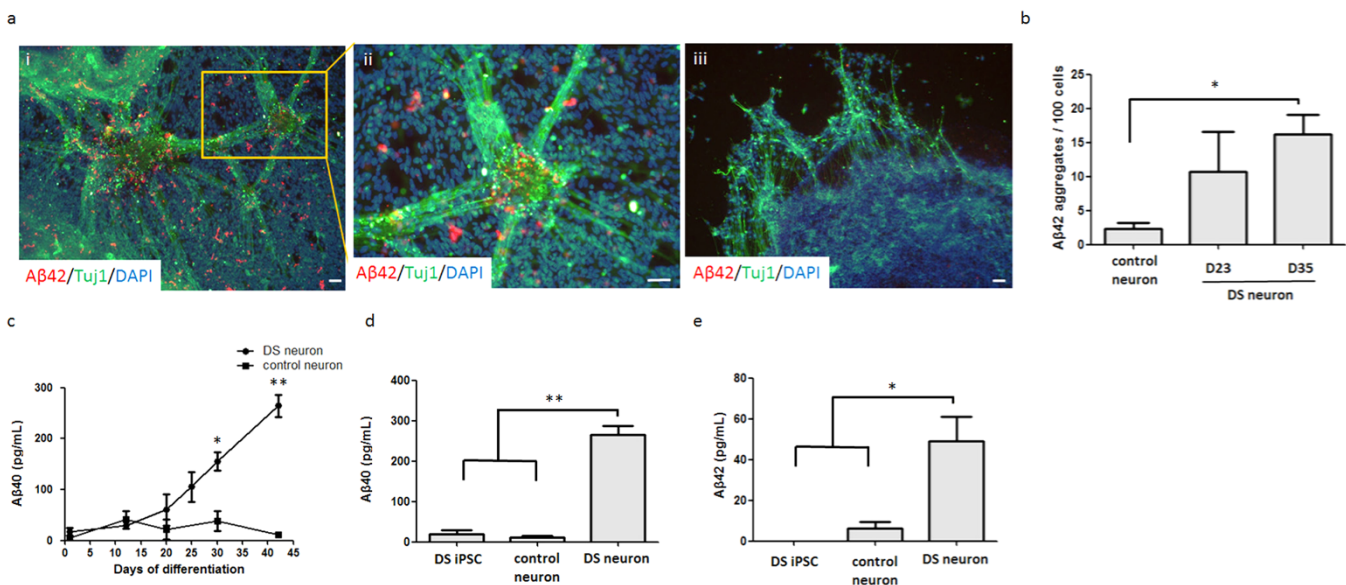 a
i
Aβ42/Tuj1/DAPI
ii
Aβ42/Tuj1/DAPI
iii
Aβ42/Tuj1/DAPI
b
Aβ42 aggregates / 100 cells
25
20
15
10
5
0
*
control
neuron
D23
D35
DS neuron
c
DS neuron
control neuron
Aβ40 (pg/mL)
300
200
100
0
*
**
0 5 10 15 20 25 30 35 40 45
Days of differentiation
d
Aβ40 (pg/mL)
400
300
200
100
0
**
DS iPSC
control
neuron
DS neuron
e
Aβ42 (pg/mL)
80
60
40
20
0
*
DS iPSC
control
neuron
DS neuron